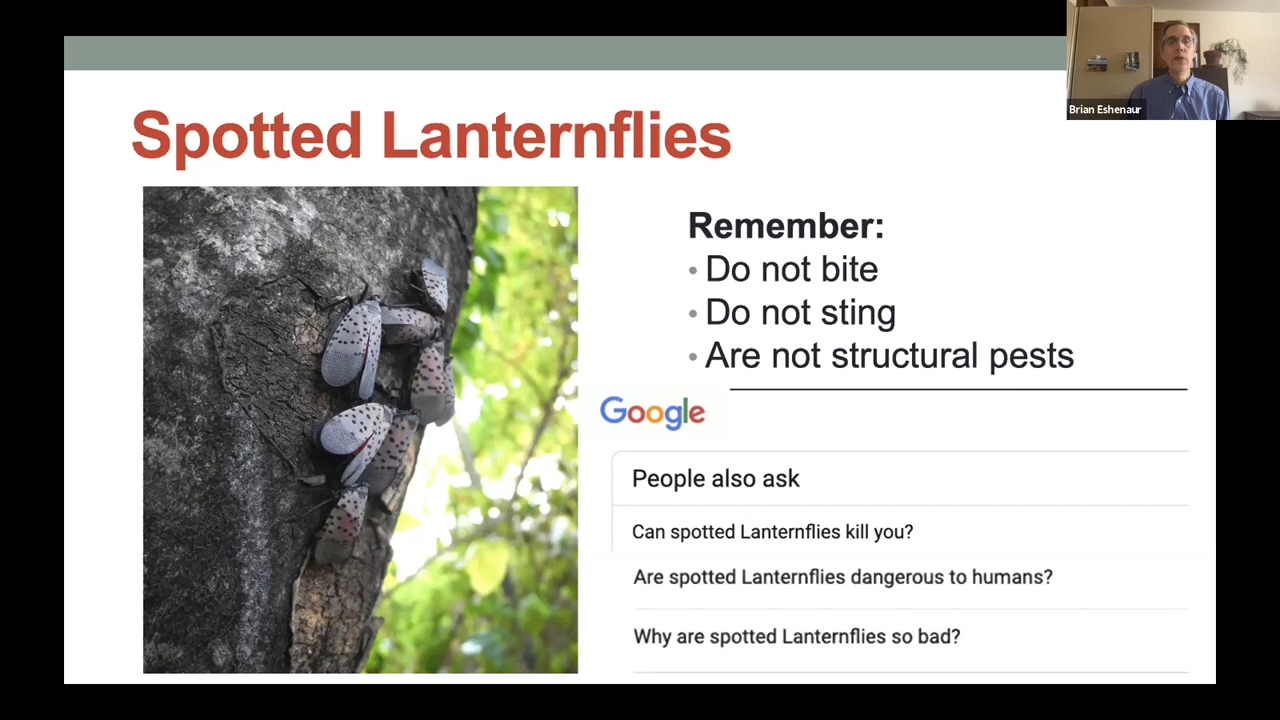 Brian Eshenaur
Spotted Lanternflies
Remember:
• Do not bite
• Do not sting
• Are not structural pests
Google
People also ask
Can spotted Lanternflies kill you?
Are spotted Lanternflies dangerous to humans?
Why are spotted Lanternflies so bad?